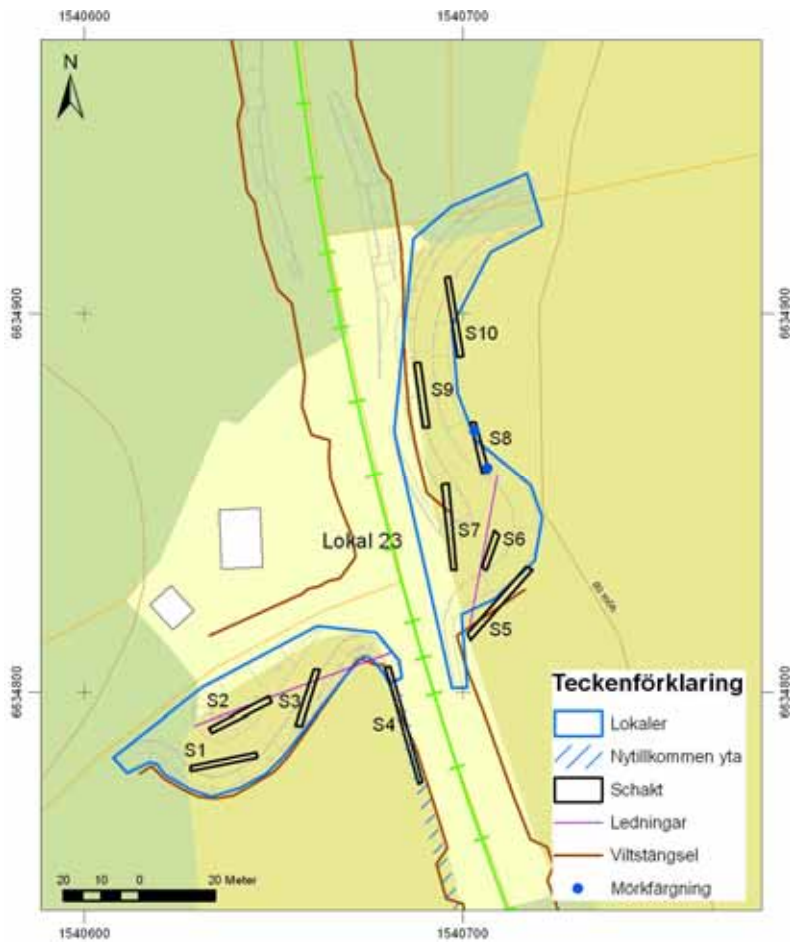 1540600
1540700
N
6634900
6634900
S10
S9
S8
S7
S6
Lokal 23
S5
S2
S3
S4
S1
6634800
6634800
Teckenförklaring
Lokaler
Nytillkommen yta
Schakt
Ledningar
Viltstängsel
Mörkfärgning
20 10 0 20 Meter
1540600
1540700